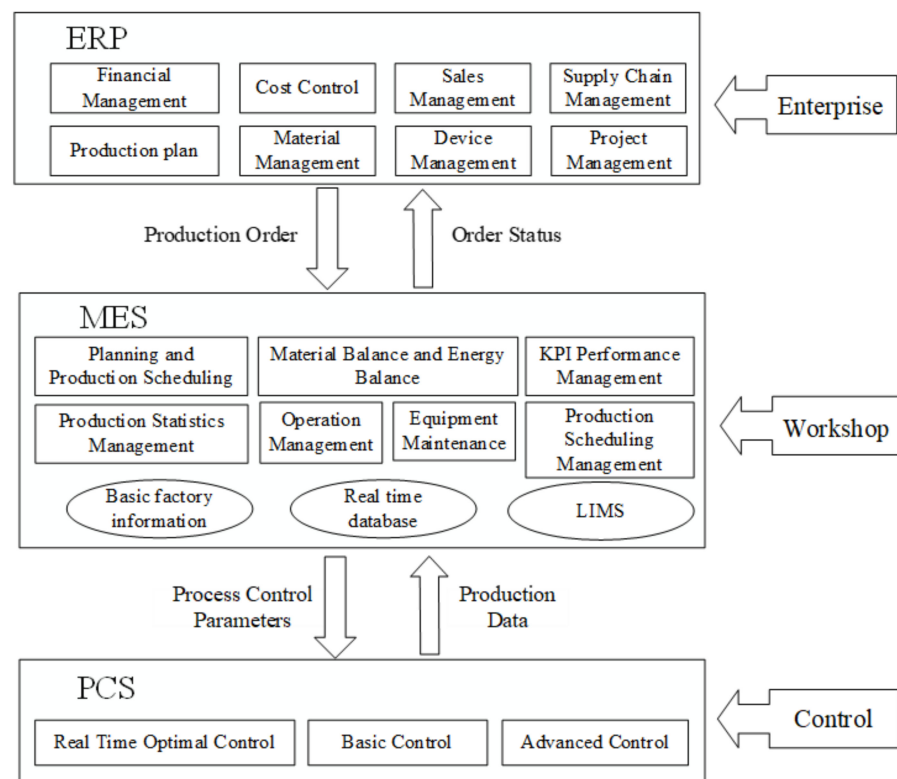 ERP
Financial
Management
Cost Control
Sales
Management
Supply Chain
Management
Enterprise
Production plan
Material
Management
Device
Management
Project
Management
Production Order
Order Status
MES
Planning and
Production Scheduling
Material Balance and Energy
Balance
KPI Performance
Management
Production Statistics
Management
Operation
Management
Equipment
Maintenance
Production
Scheduling
Management
Workshop
Basic factory
information
Real time
database
LIMS
Process Control
Parameters
Production
Data
PCS
Real Time Optimal Control
Basic Control
Advanced Control
Control